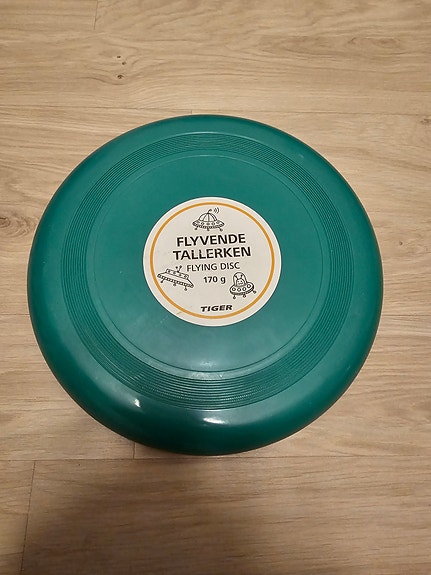 FLYVENDE
TALLERKEN
FLYING DISC
170 g
TIGER